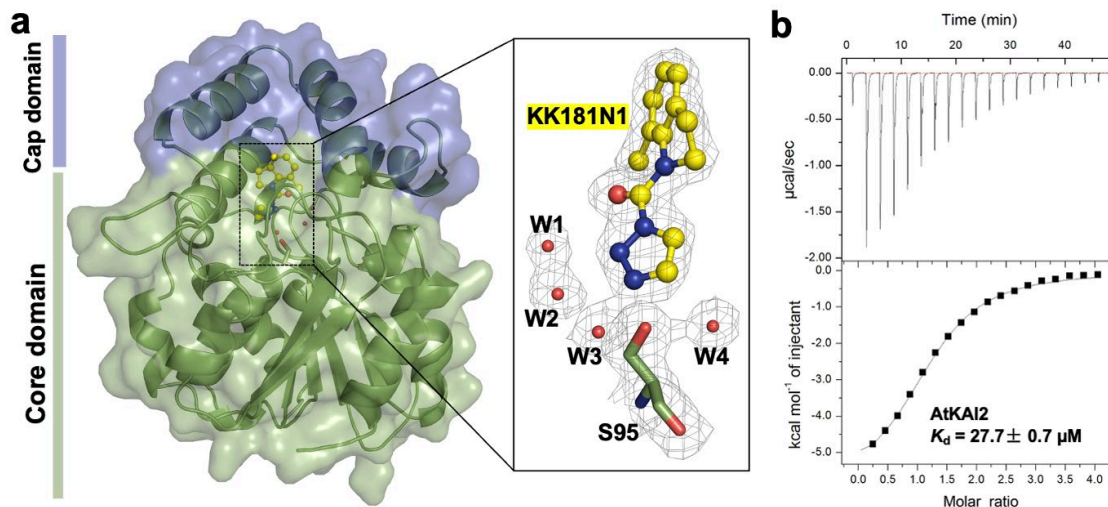 a
Cap domain
Core domain
KK181N1
W1
W2
W3
W4
S95
b
Time (min)
0 10 20 30 40
0.00
-0.50
-1.00
-1.50
-2.00
µcal/sec
0.0
-1.0
-2.0
-3.0
-4.0
-5.0
kcal mol⁻¹ of injectant
AtKAI2
Kd = 27.7± 0.7 µM
0.0 0.5 1.0 1.5 2.0 2.5 3.0 3.5 4.0
Molar ratio